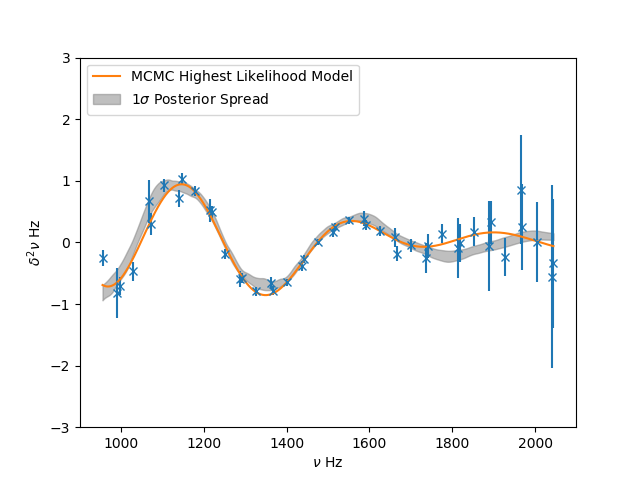 MCMC Highest Likelihood Model
1σ Posterior Spread
3
2
1
0
−1
−2
−3
δ²ν Hz
1000 1200 1400 1600 1800 2000
ν Hz